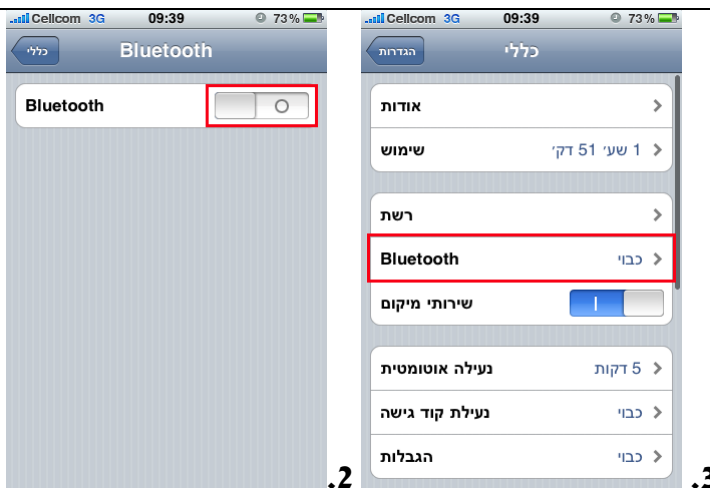 Cellcom 3G 09:39 73%
כללי Bluetooth
Bluetooth
.2
Cellcom 3G 09:39 73%
הגדרות כללי
אודות
שימוש 1 שע׳ 51 דק׳
רשת
Bluetooth כבוי
שירותי מיקום
נעילה אוטומטית 5 דקות
נעילת קוד גישה כבוי
הגבלות כבוי